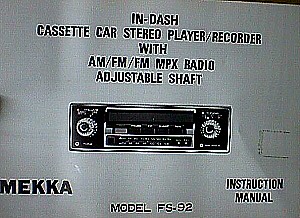 IN-DASH
CASSETTE CAR STEREO PLAYER/RECORDER
WITH
AM/FM/FM MPX RADIO
ADJUSTABLE SHAFT
MEKKA
INSTRUCTION
MANUAL
MODEL FS-92